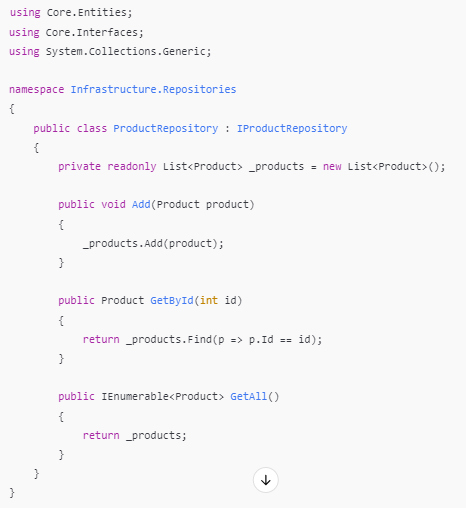 using Core.Entities;
using Core.Interfaces;
using System.Collections.Generic;

namespace Infrastructure.Repositories
{
    public class ProductRepository : IProductRepository
    {
        private readonly List<Product> _products = new List<Product>();

        public void Add(Product product)
        {
            _products.Add(product);
        }

        public Product GetById(int id)
        {
            return _products.Find(p => p.Id == id);
        }

        public IEnumerable<Product> GetAll()
        {
            return _products;
        }
    }
}